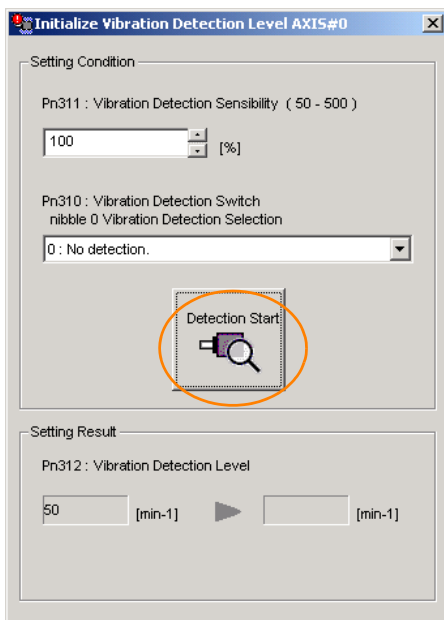 Initialize Vibration Detection Level AXIS#0
Setting Condition
Pn311 : Vibration Detection Sensibility ( 50 - 500 )
100
[%]
Pn310 : Vibration Detection Switch
nibble 0 Vibration Detection Selection
0 : No detection.
Detection Start
Setting Result
Pn312 : Vibration Detection Level
50
[min-1]
[min-1]